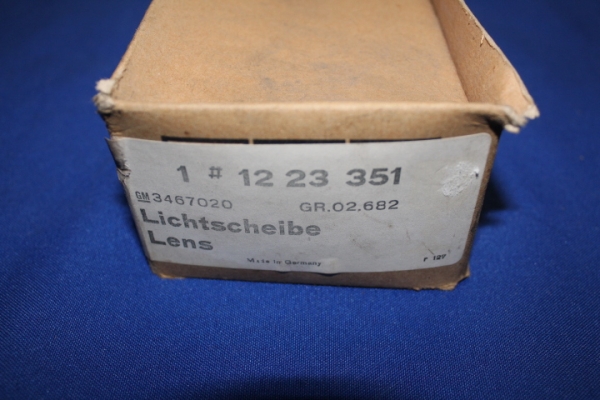 1 # 12 23 351
GM 3467020 GR.02.682
Lichtscheibe
Lens
Made in Germany